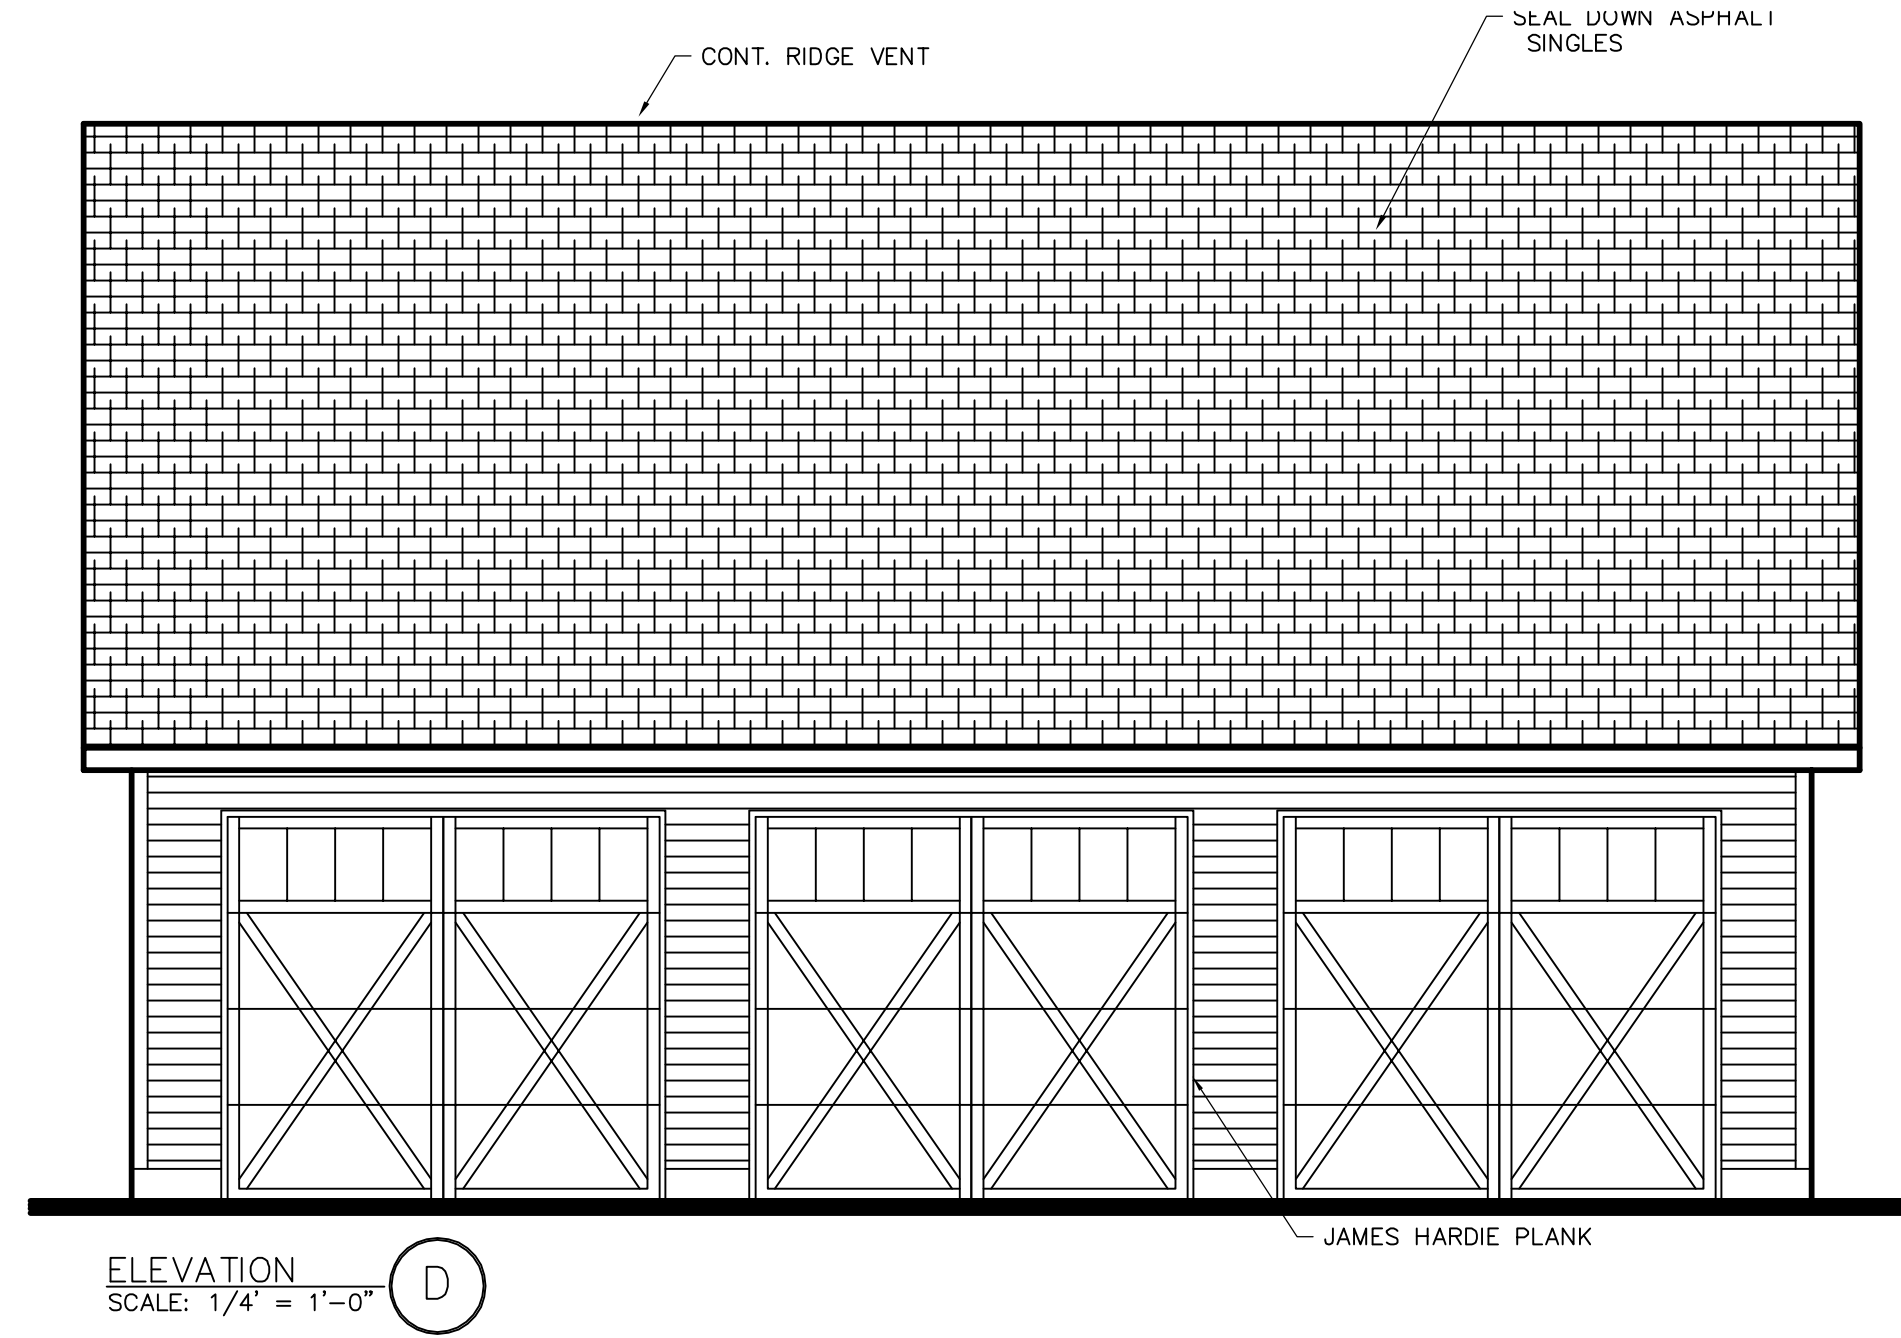 SEAL DOWN ASPHALT
SINGLES
CONT. RIDGE VENT
JAMES HARDIE PLANK
ELEVATION
SCALE: 1/4' = 1'-0"
D